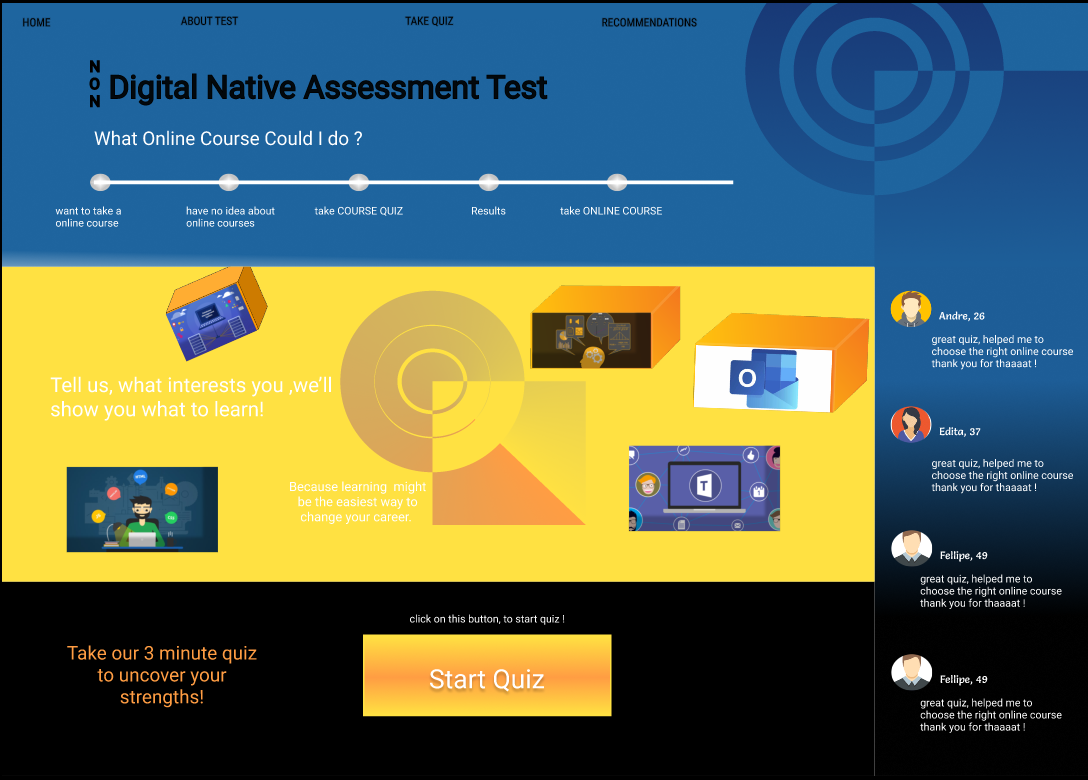 HOME
ABOUT TEST
TAKE QUIZ
RECOMMENDATIONS
NON
Digital Native Assessment Test
What Online Course Could I do ?
want to take a
online course
have no idea about
online courses
take COURSE QUIZ
Results
take ONLINE COURSE
Tell us, what interests you ,we'll
show you what to learn!
O
T
Because learning might
be the easiest way to
change your career.
click on this button, to start quiz !
Take our 3 minute quiz
to uncover your
strengths!
Start Quiz
Andre, 26
great quiz, helped me to
choose the right online course
thank you for thaaaat !
Edita, 37
great quiz, helped me to
choose the right online course
thank you for thaaaat !
Fellipe, 49
great quiz, helped me to
choose the right online course
thank you for thaaaat !
Fellipe, 49
great quiz, helped me to
choose the right online course
thank you for thaaaat !